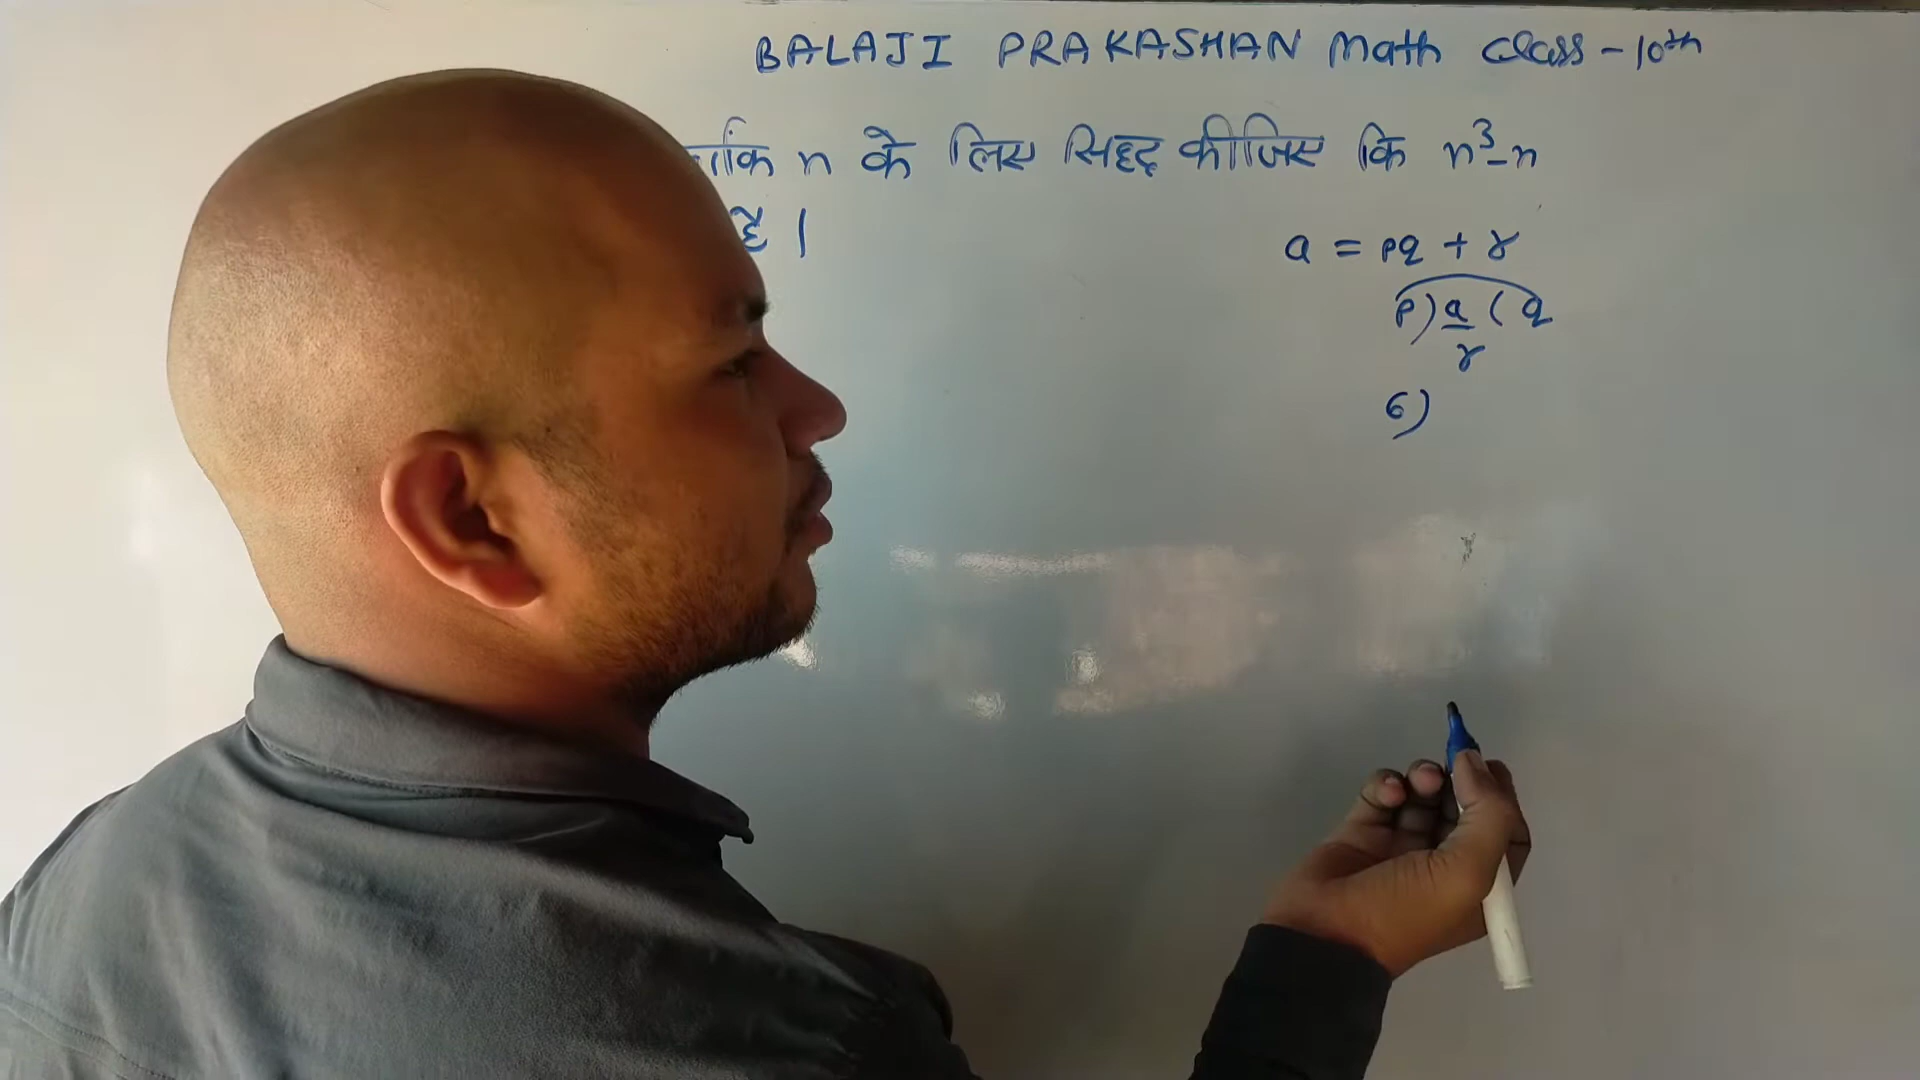 BALAJI PRAKASHAN Math Class - 10th
n के लिए सिद्ध कीजिए कि n³-n
है ।
a = pq + r
p) a ( q
r
6)